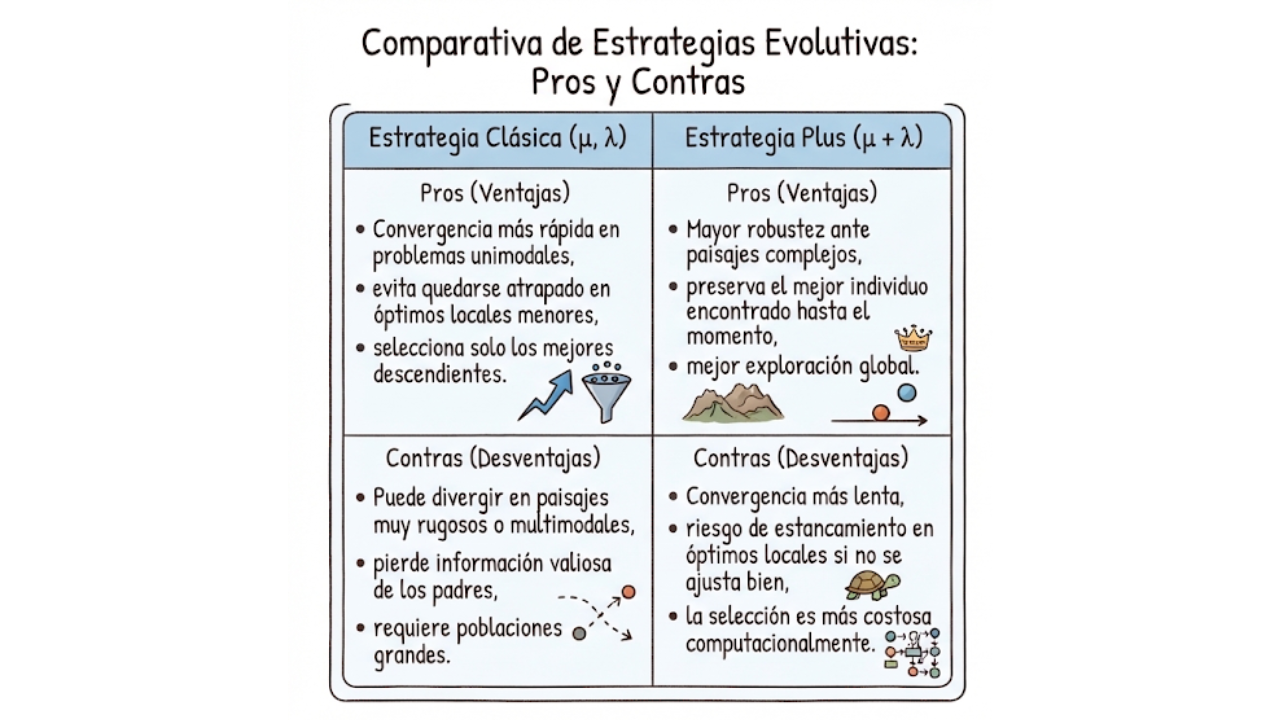 Comparativa de Estrategias Evolutivas:
Pros y Contras
Estrategia Clásica (μ, λ)
Pros (Ventajas)
• Convergencia más rápida en
problemas unimodales,
• evita quedarse atrapado en
óptimos locales menores,
• selecciona solo los mejores
descendientes.
Contras (Desventajas)
• Puede divergir en paisajes
muy rugosos o multimodales,
• pierde información valiosa
de los padres,
• requiere poblaciones
grandes.
Estrategia Plus (μ + λ)
Pros (Ventajas)
• Mayor robustez ante
paisajes complejos,
• preserva el mejor individuo
encontrado hasta el
momento,
• mejor exploración global.
Contras (Desventajas)
• Convergencia más lenta,
• riesgo de estancamiento en
óptimos locales si no se
ajusta bien,
• la selección es más costosa
computacionalmente.